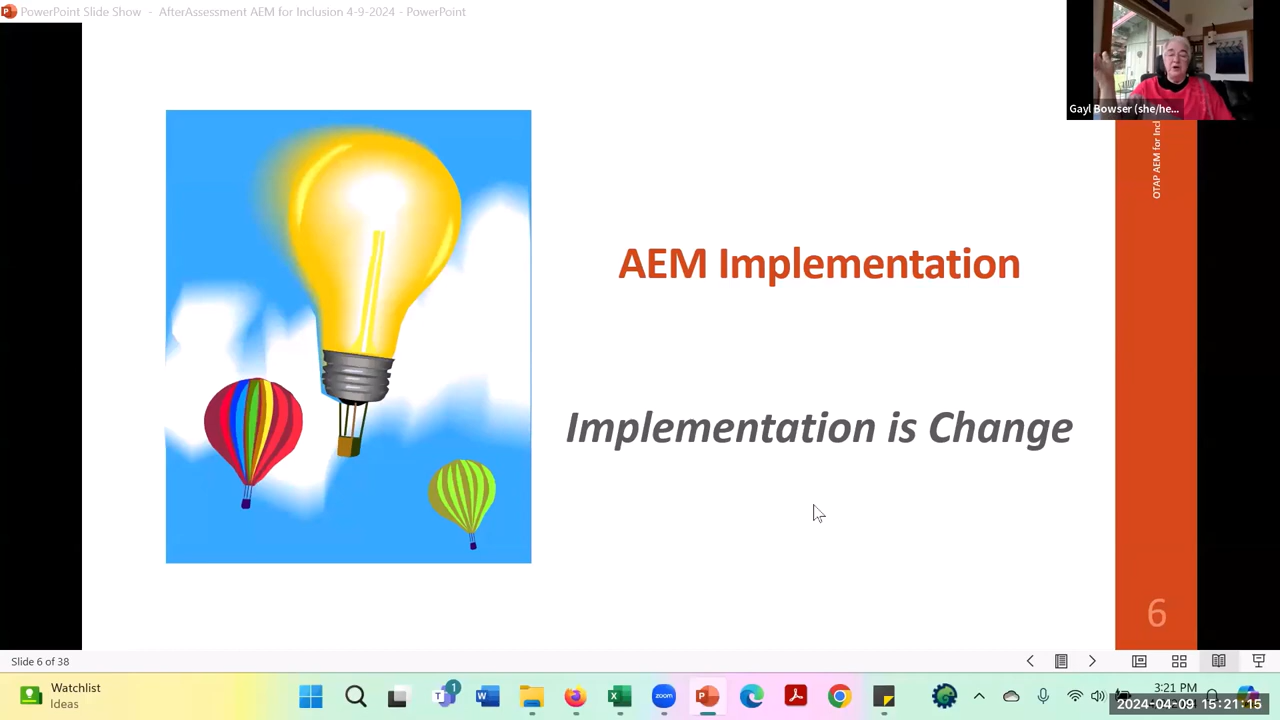 PowerPoint Slide Show - AfterAssessment AEM for Inclusion 4-9-2024 - PowerPoint
Gayl Bowser (she/he...
OTAP AEM for Incl
AEM Implementation
Implementation is Change
6
Slide 6 of 38
Watchlist
Ideas
1
zoom
3:21 PM
2024-04-09 15:21:15